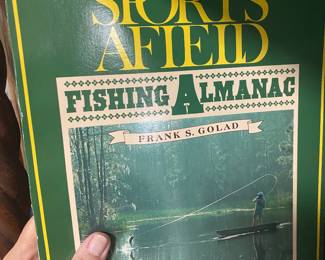 SPORTS
AFIELD
FISHING ALMANAC
FRANK S. GOLAD